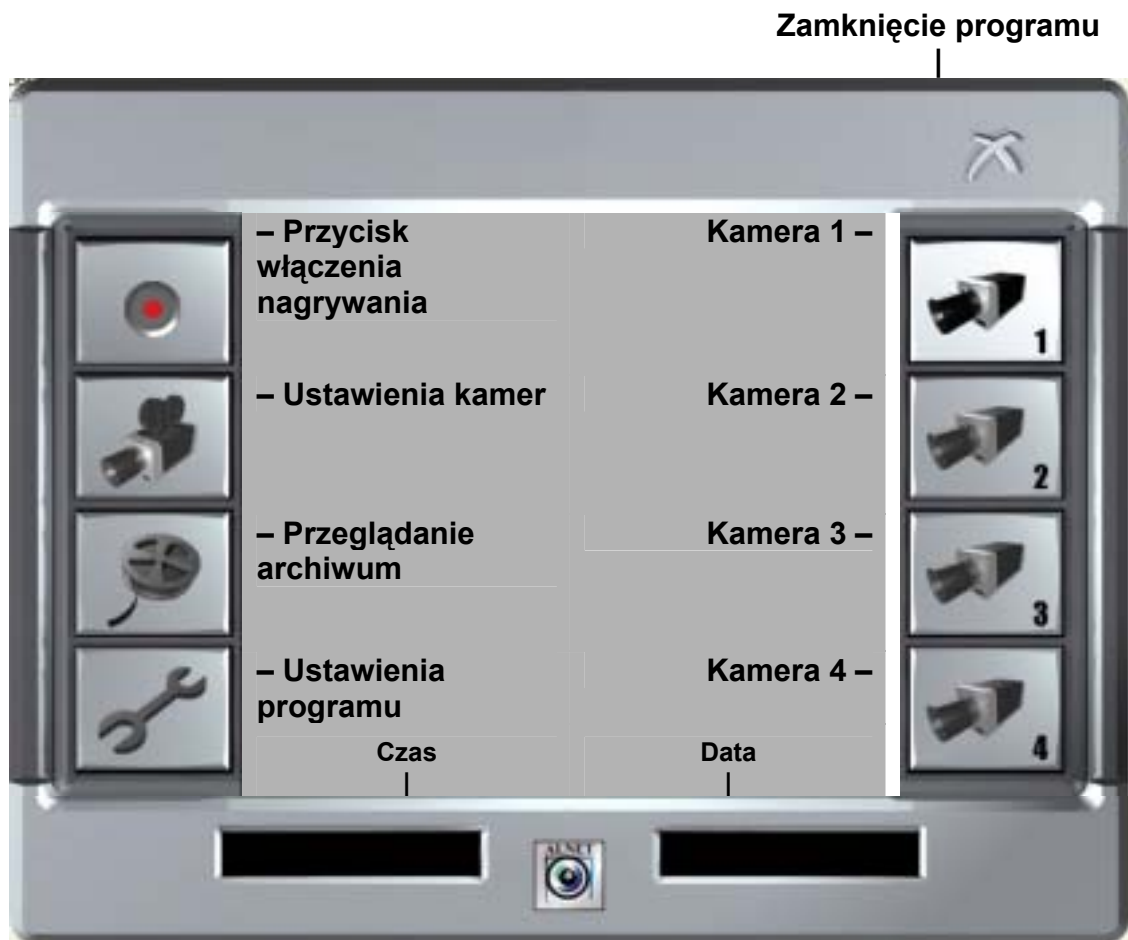 Zamknięcie programu
– Przycisk
włączenia
nagrywania
Kamera 1 –
1
– Ustawienia kamer
Kamera 2 –
2
– Przeglądanie
archiwum
Kamera 3 –
3
– Ustawienia
programu
Kamera 4 –
4
Czas
Data
ALNET